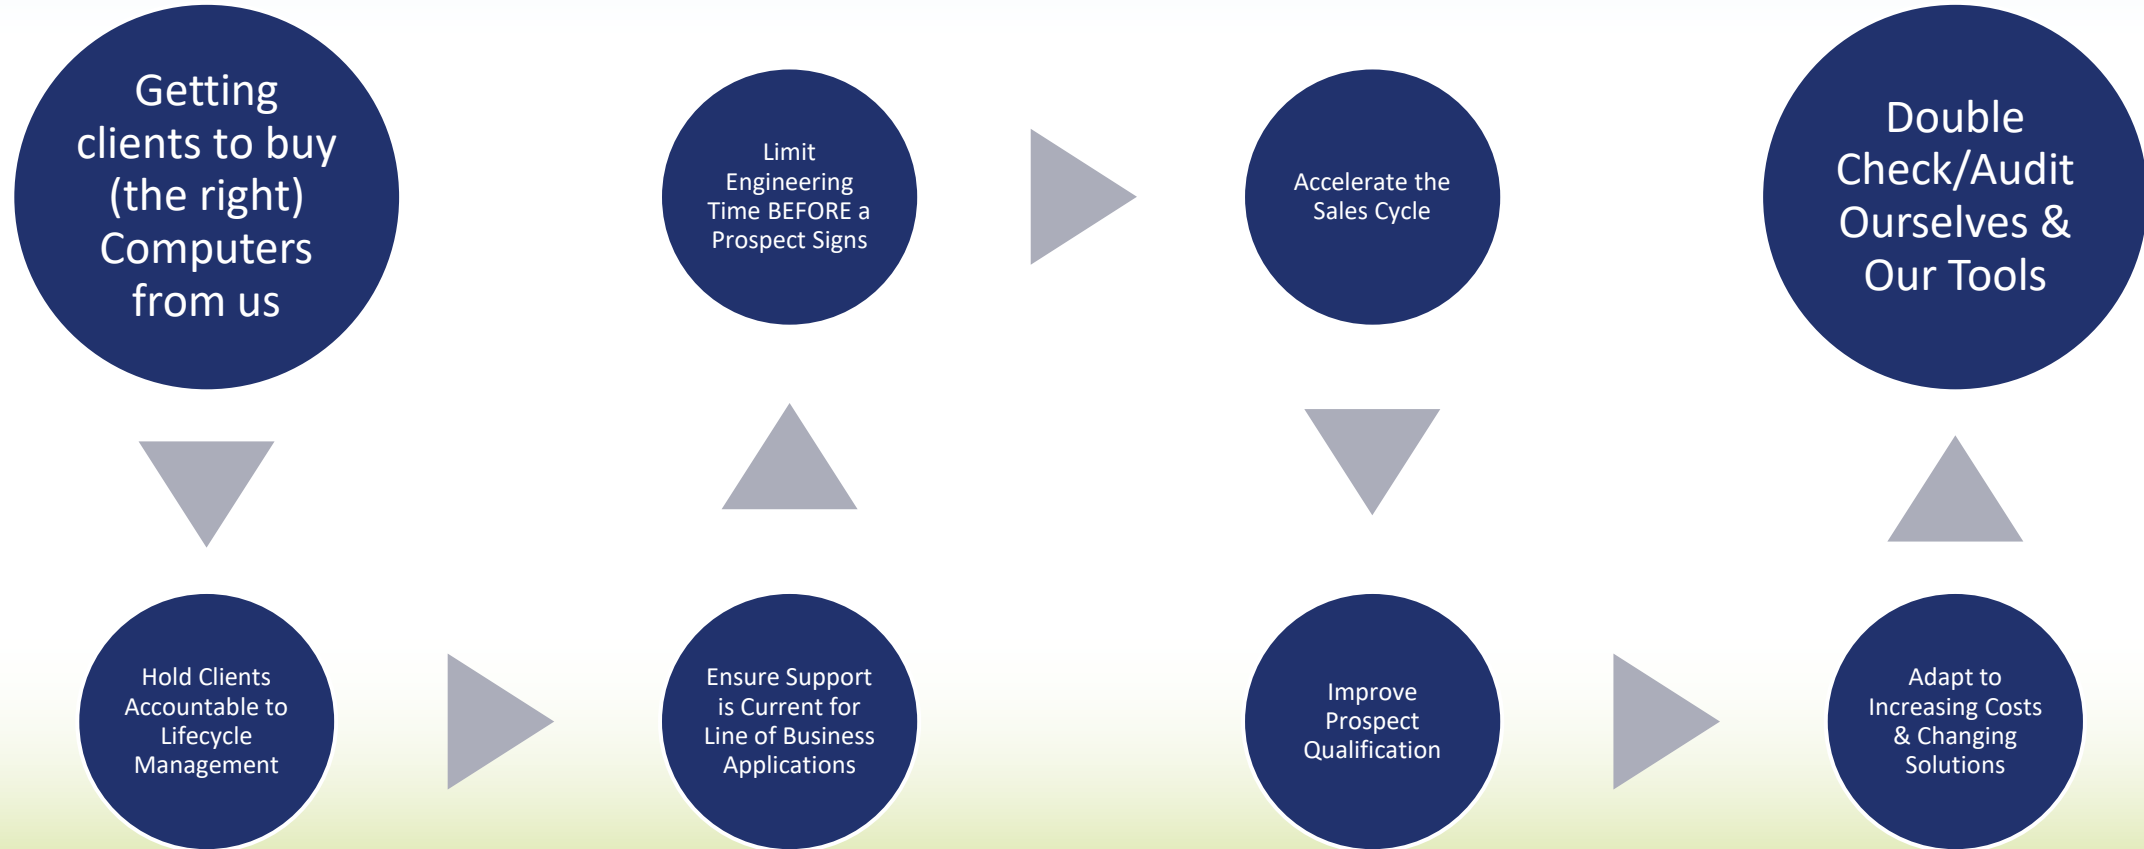 Getting
clients to buy
(the right)
Computers
from us
Hold Clients
Accountable to
Lifecycle
Management
Ensure Support
is Current for
Line of Business
Applications
Limit
Engineering
Time BEFORE a
Prospect Signs
Accelerate the
Sales Cycle
Improve
Prospect
Qualification
Adapt to
Increasing Costs
& Changing
Solutions
Double
Check/Audit
Ourselves &
Our Tools